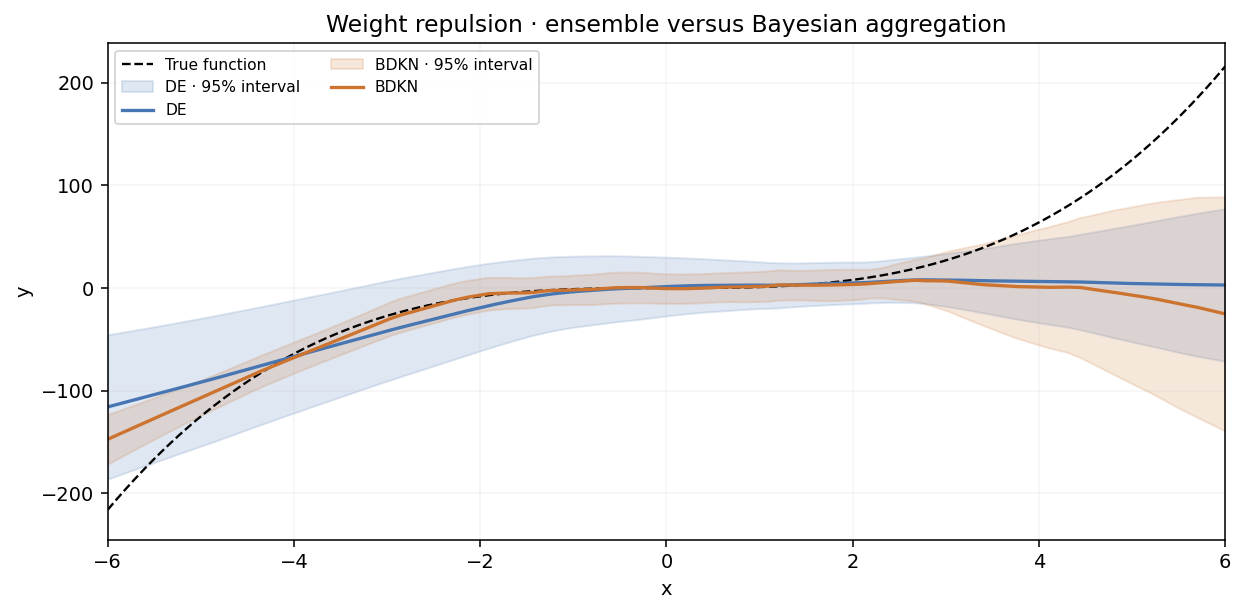 Weight repulsion · ensemble versus Bayesian aggregation
True function
DE · 95% interval
DE
BDKN · 95% interval
BDKN
y
200
100
0
−100
−200
−6
−4
−2
0
2
4
6
x